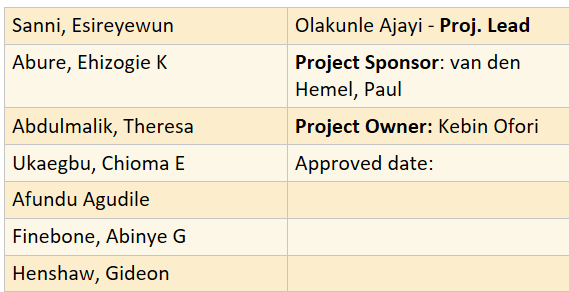 Sanni, Esireyewun
Olakunle Ajayi - Proj. Lead
Abure, Ehizogie K
Project Sponsor: van den
Hemel, Paul
Abdulmalik, Theresa
Project Owner: Kebin Ofori
Ukaegbu, Chioma E
Approved date:
Afundu Agudile
Finebone, Abinye G
Henshaw, Gideon